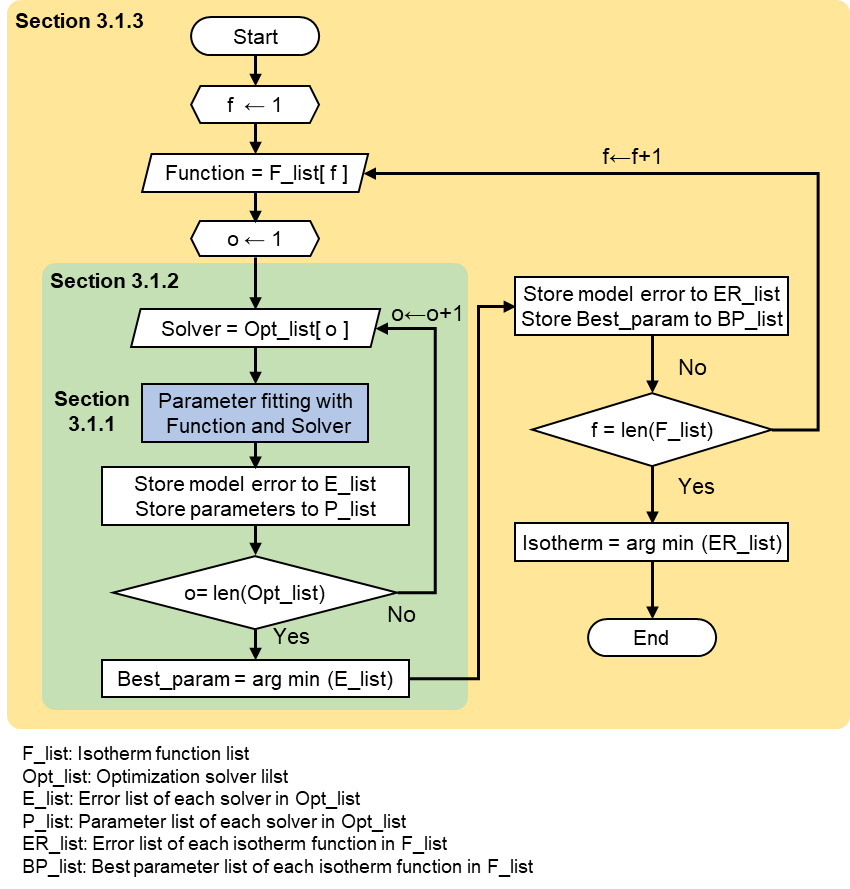 Section 3.1.3
Start
f ← 1
Function = F_list[ f ]
f←f+1
o ← 1
Section 3.1.2
Solver = Opt_list[ o ]
o←o+1
Section
3.1.1
Parameter fitting with
Function and Solver
Store model error to E_list
Store parameters to P_list
o= len(Opt_list)
No
Yes
Best_param = arg min (E_list)
Store model error to ER_list
Store Best_param to BP_list
No
f = len(F_list)
Yes
Isotherm = arg min (ER_list)
End
F_list: Isotherm function list
Opt_list: Optimization solver lilst
E_list: Error list of each solver in Opt_list
P_list: Parameter list of each solver in Opt_list
ER_list: Error list of each isotherm function in F_list
BP_list: Best parameter list of each isotherm function in F_list